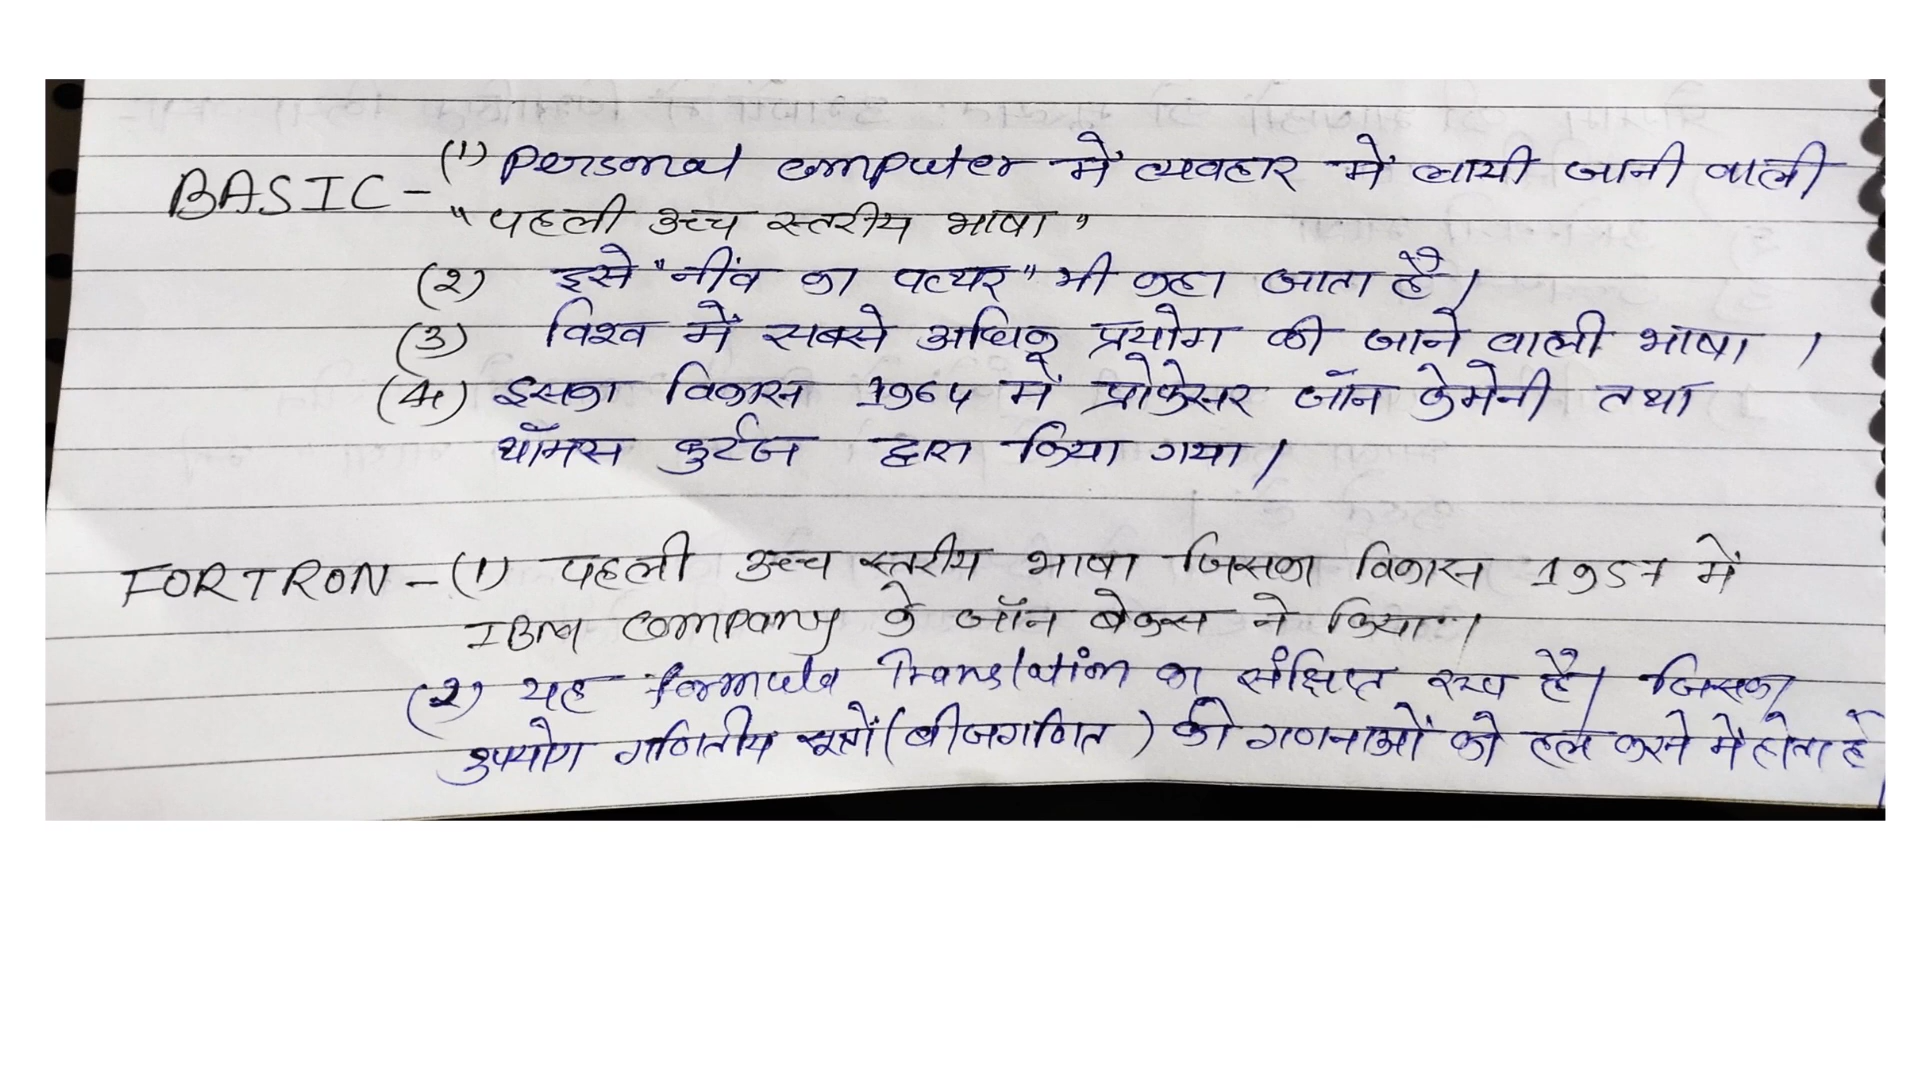 BASIC - (1) Personal computer में व्यवहार में लायी जानी वाली
"पहली उच्च स्तरीय भाषा"
(2) इसे "नींव का पत्थर" भी कहा जाता है।
(3) विश्व में सबसे अधिक प्रयोग की जाने वाली भाषा ।
(4) इसका विकास 1964 में प्रोफेसर जॉन केमेनी तथा
थॉमस कुर्टज द्वारा किया गया।
FORTRON - (1) पहली उच्च स्तरीय भाषा जिसका विकास 1957 में
IBM Company के जॉन बेकस ने किया।
(2) यह formula Translation का संक्षिप्त रूप है। जिसका
उपयोग गणितीय सूत्रों (बीजगणित) की गणनाओं को हल करने में होता है।